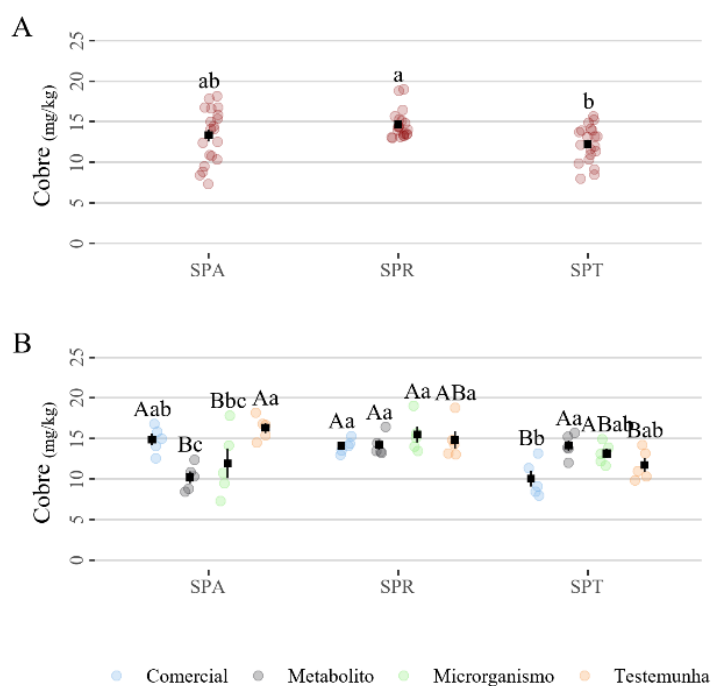 A
25
20
15
10
5
0
Cobre (mg/kg)
ab
a
b
SPA
SPR
SPT
B
25
20
15
10
5
0
Cobre (mg/kg)
Aab
Bc
Bbc
Aa
Aa
Aa
Aa
ABa
Bb
Aa
ABab
Bab
SPA
SPR
SPT
Comercial
Metabolito
Microrganismo
Testemunha